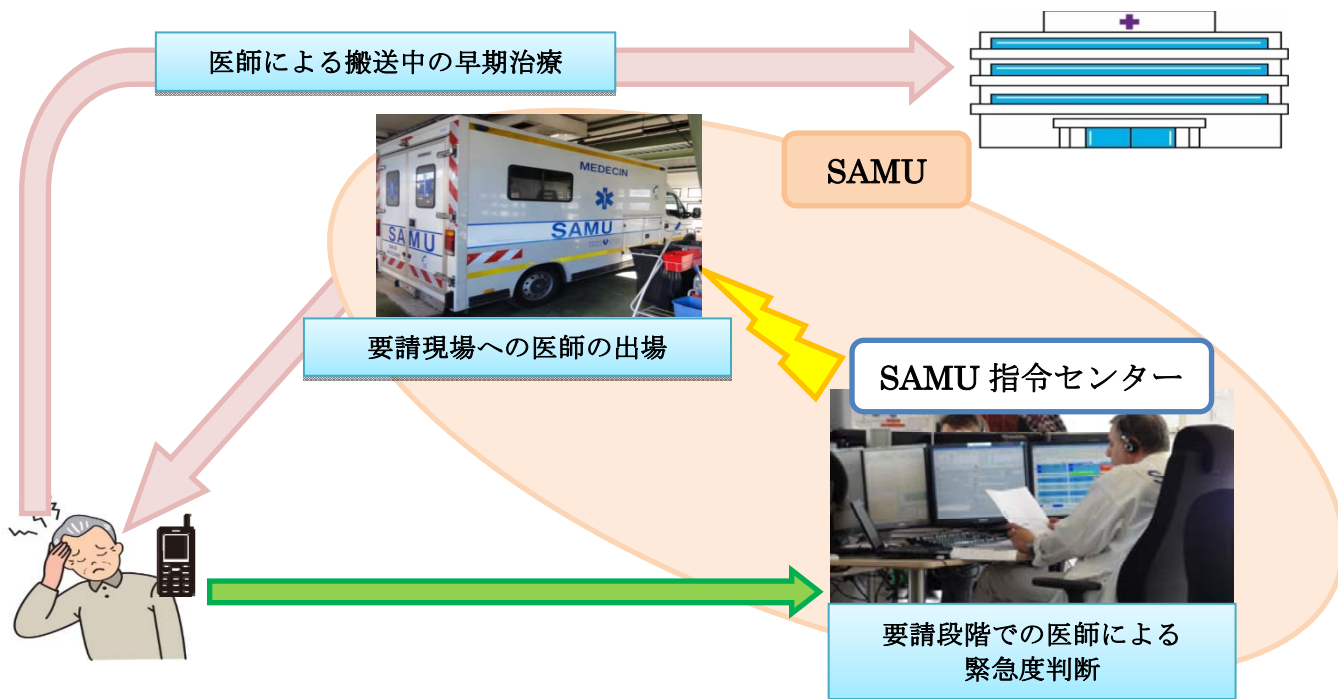 医師による搬送中の早期治療
SAMU
MEDECIN
SAMU
SAMU
要請現場への医師の出場
SAMU 指令センター
要請段階での医師による
緊急度判断